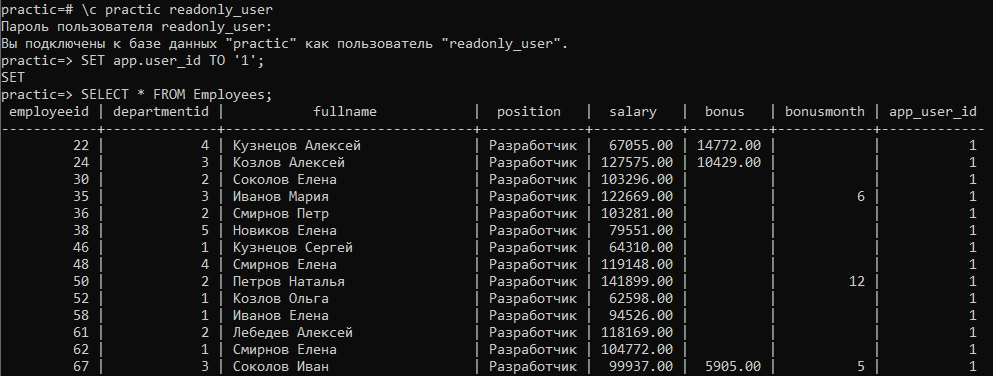 practic=# \c practic readonly_user
Пароль пользователя readonly_user:
Вы подключены к базе данных "practic" как пользователь "readonly_user".
practic=> SET app.user_id TO '1';
SET
practic=> SELECT * FROM Employees;
employeeid | departmentid | fullname | position | salary | bonus | bonusmonth | app_user_id
22 | 4 | Кузнецов Алексей | Разработчик | 67055.00 | 14772.00 | | 1
24 | 3 | Козлов Алексей | Разработчик | 127575.00 | 10429.00 | | 1
30 | 2 | Соколов Елена | Разработчик | 103296.00 | | | 1
35 | 3 | Иванов Мария | Разработчик | 122669.00 | | 6 | 1
36 | 2 | Смирнов Петр | Разработчик | 103281.00 | | | 1
38 | 5 | Новиков Елена | Разработчик | 79551.00 | | | 1
46 | 1 | Кузнецов Сергей | Разработчик | 64310.00 | | | 1
48 | 4 | Смирнов Елена | Разработчик | 119148.00 | | | 1
50 | 2 | Петров Наталья | Разработчик | 141899.00 | | 12 | 1
52 | 1 | Козлов Ольга | Разработчик | 62598.00 | | | 1
58 | 1 | Иванов Елена | Разработчик | 94526.00 | | | 1
61 | 2 | Лебедев Алексей | Разработчик | 118169.00 | | | 1
62 | 1 | Смирнов Елена | Разработчик | 104772.00 | | | 1
67 | 3 | Соколов Иван | Разработчик | 99937.00 | 5905.00 | 5 | 1